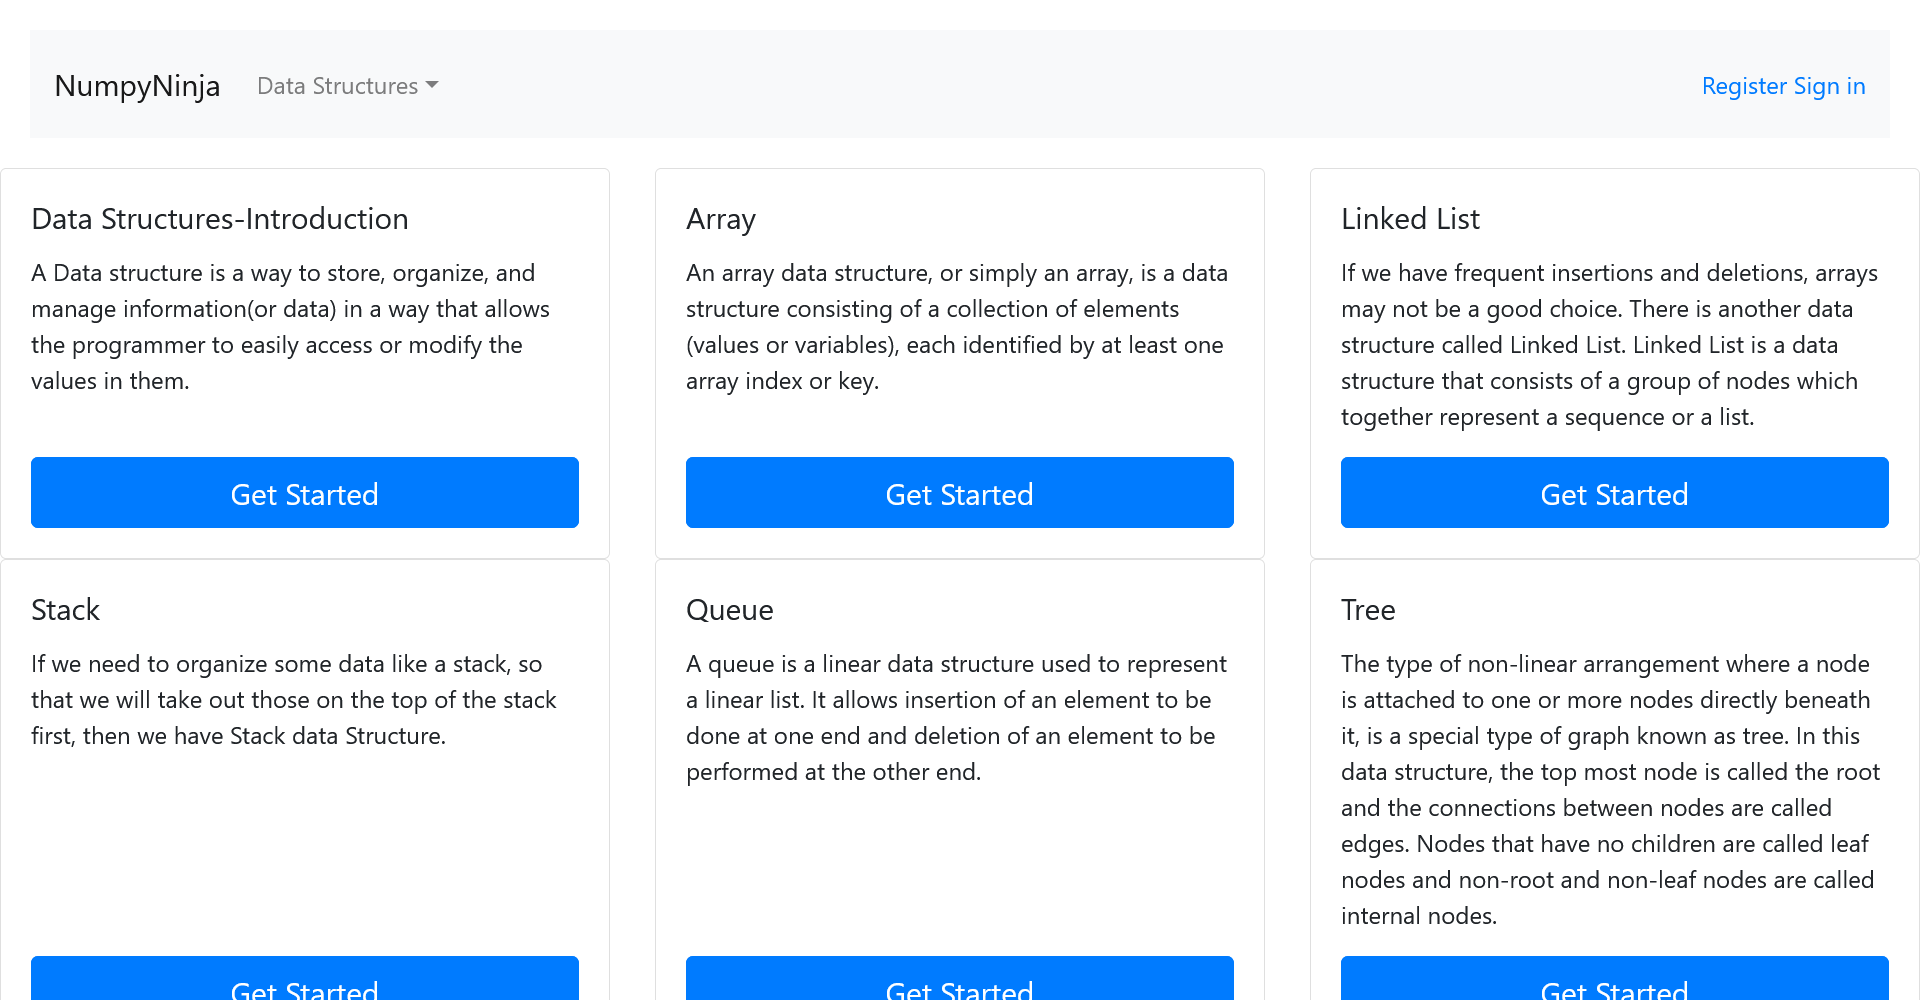 NumpyNinja
Data Structures
Register Sign in
Data Structures-Introduction
A Data structure is a way to store, organize, and
manage information(or data) in a way that allows
the programmer to easily access or modify the
values in them.
Get Started
Array
An array data structure, or simply an array, is a data
structure consisting of a collection of elements
(values or variables), each identified by at least one
array index or key.
Get Started
Linked List
If we have frequent insertions and deletions, arrays
may not be a good choice. There is another data
structure called Linked List. Linked List is a data
structure that consists of a group of nodes which
together represent a sequence or a list.
Get Started
Stack
If we need to organize some data like a stack, so
that we will take out those on the top of the stack
first, then we have Stack data Structure.
Get Started
Queue
A queue is a linear data structure used to represent
a linear list. It allows insertion of an element to be
done at one end and deletion of an element to be
performed at the other end.
Get Started
Tree
The type of non-linear arrangement where a node
is attached to one or more nodes directly beneath
it, is a special type of graph known as tree. In this
data structure, the top most node is called the root
and the connections between nodes are called
edges. Nodes that have no children are called leaf
nodes and non-root and non-leaf nodes are called
internal nodes.
Get Started